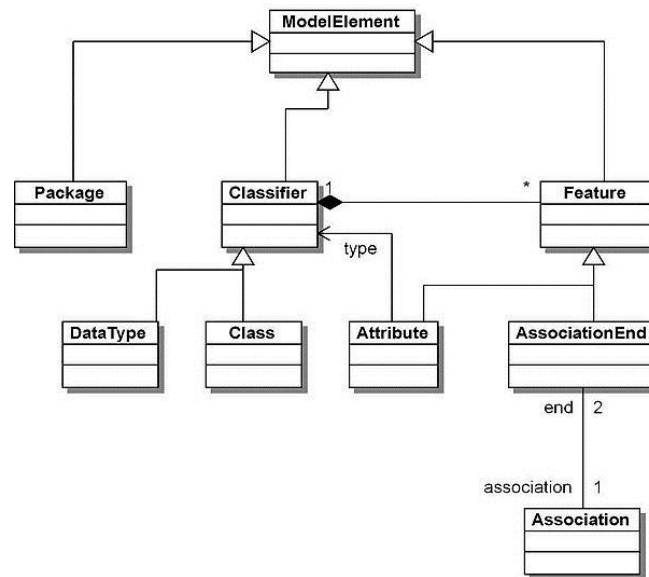 ModelElement
Package
Classifier
1
*
Feature
type
DataType
Class
Attribute
AssociationEnd
end 2
association 1
Association